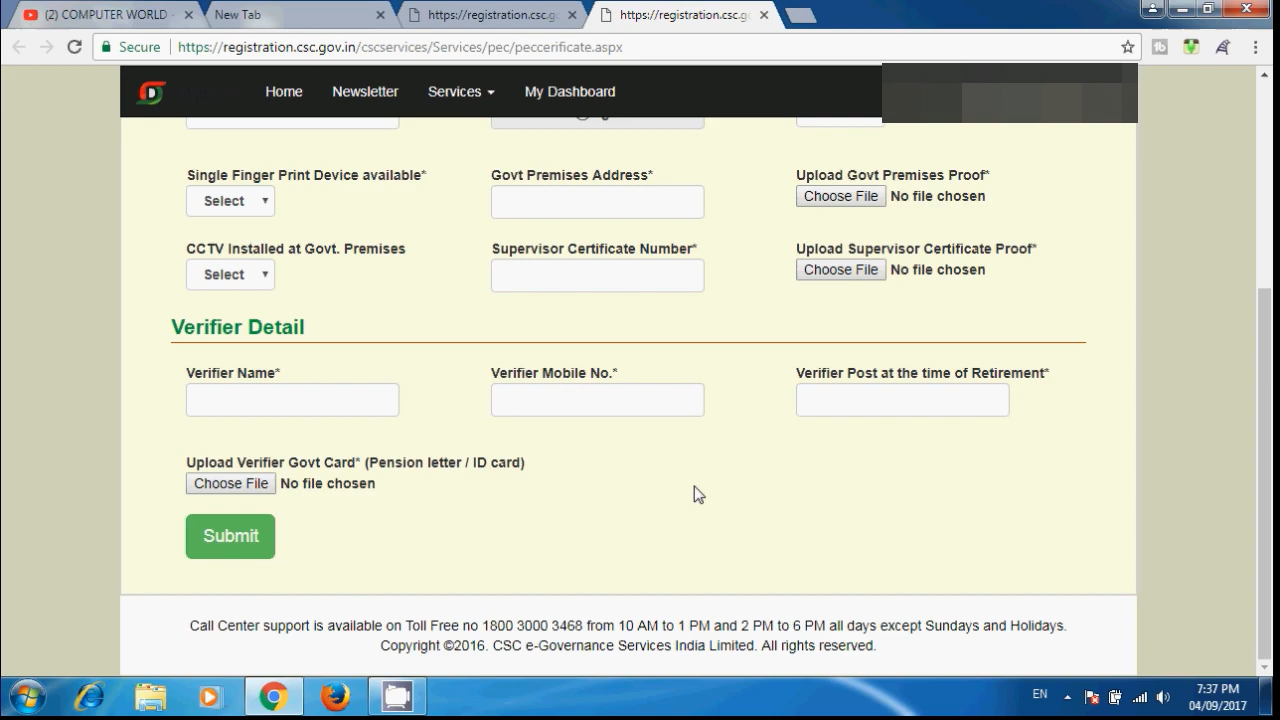 (2) COMPUTER WORLD -
New Tab
https://registration.csc.g
https://registration.csc.g
Secure
https://registration.csc.gov.in/cscservices/Services/pec/peccerificate.aspx
Home
Newsletter
Services
My Dashboard
Single Finger Print Device available*
Govt Premises Address*
Upload Govt Premises Proof*
Select
Choose File No file chosen
CCTV Installed at Govt. Premises
Supervisor Certificate Number*
Upload Supervisor Certificate Proof*
Select
Choose File No file chosen
Verifier Detail
Verifier Name*
Verifier Mobile No.*
Verifier Post at the time of Retirement*
Upload Verifier Govt Card* (Pension letter / ID card)
Choose File No file chosen
Submit
Call Center support is available on Toll Free no 1800 3000 3468 from 10 AM to 1 PM and 2 PM to 6 PM all days except Sundays and Holidays.
Copyright ©2016. CSC e-Governance Services India Limited. All rights reserved.
EN
7:37 PM
04/09/2017